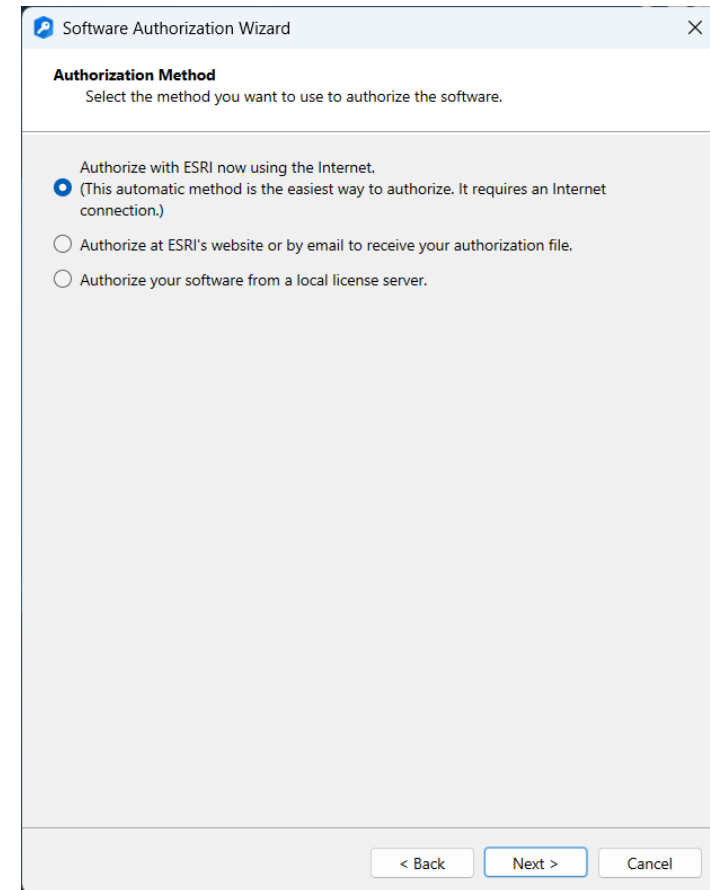 Software Authorization Wizard
Authorization Method
Select the method you want to use to authorize the software.
Authorize with ESRI now using the Internet.
(This automatic method is the easiest way to authorize. It requires an Internet
connection.)
Authorize at ESRI's website or by email to receive your authorization file.
Authorize your software from a local license server.
< Back Next > Cancel